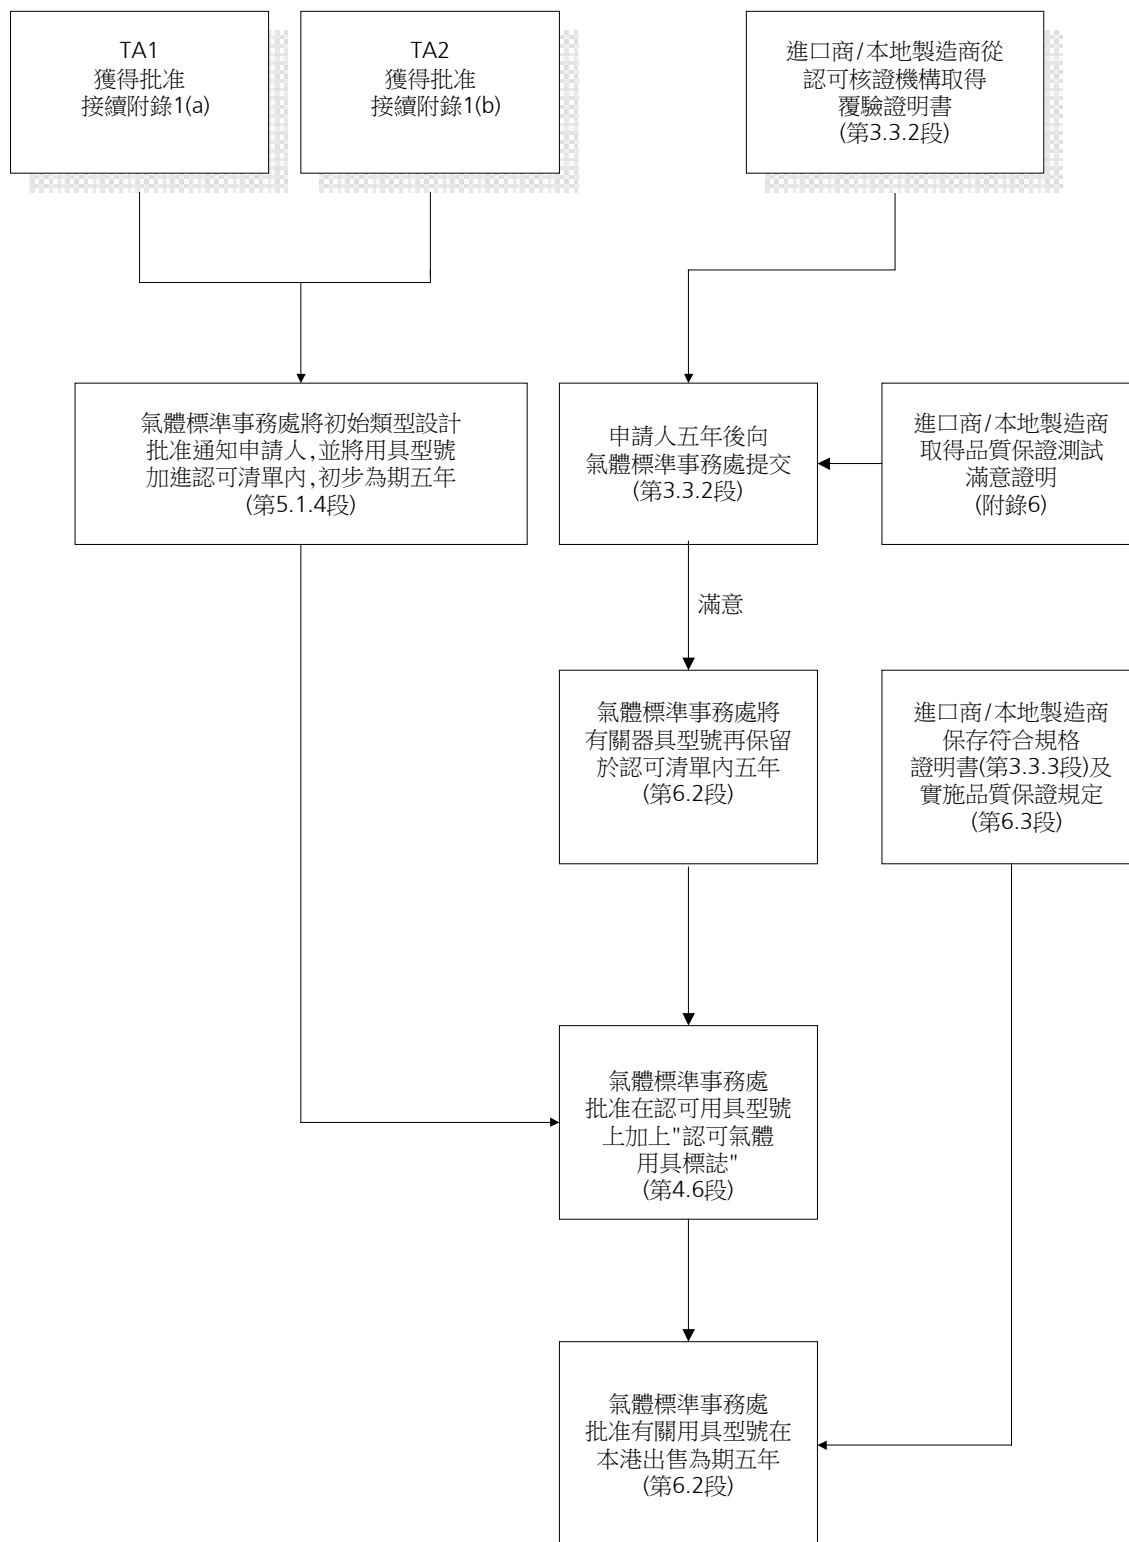 TA1
獲得批准
接續附錄1(a)
TA2
獲得批准
接續附錄1(b)
進口商/本地製造商從
認可核證機構取得
覆驗證明書
(第3.3.2段)
氣體標準事務處將初始類型設計
批准通知申請人,並將用具型號
加進認可清單內,初步為期五年
(第5.1.4段)
申請人五年後向
氣體標準事務處提交
(第3.3.2段)
進口商/本地製造商
取得品質保證測試
滿意證明
(附錄6)
滿意
氣體標準事務處將
有關器具型號再保留
於認可清單內五年
(第6.2段)
進口商/本地製造商
保存符合規格
證明書(第3.3.3段)及
實施品質保證規定
(第6.3段)
氣體標準事務處
批准在認可用具型號
上加上"認可氣體
用具標誌"
(第4.6段)
氣體標準事務處
批准有關用具型號在
本港出售為期五年
(第6.2段)